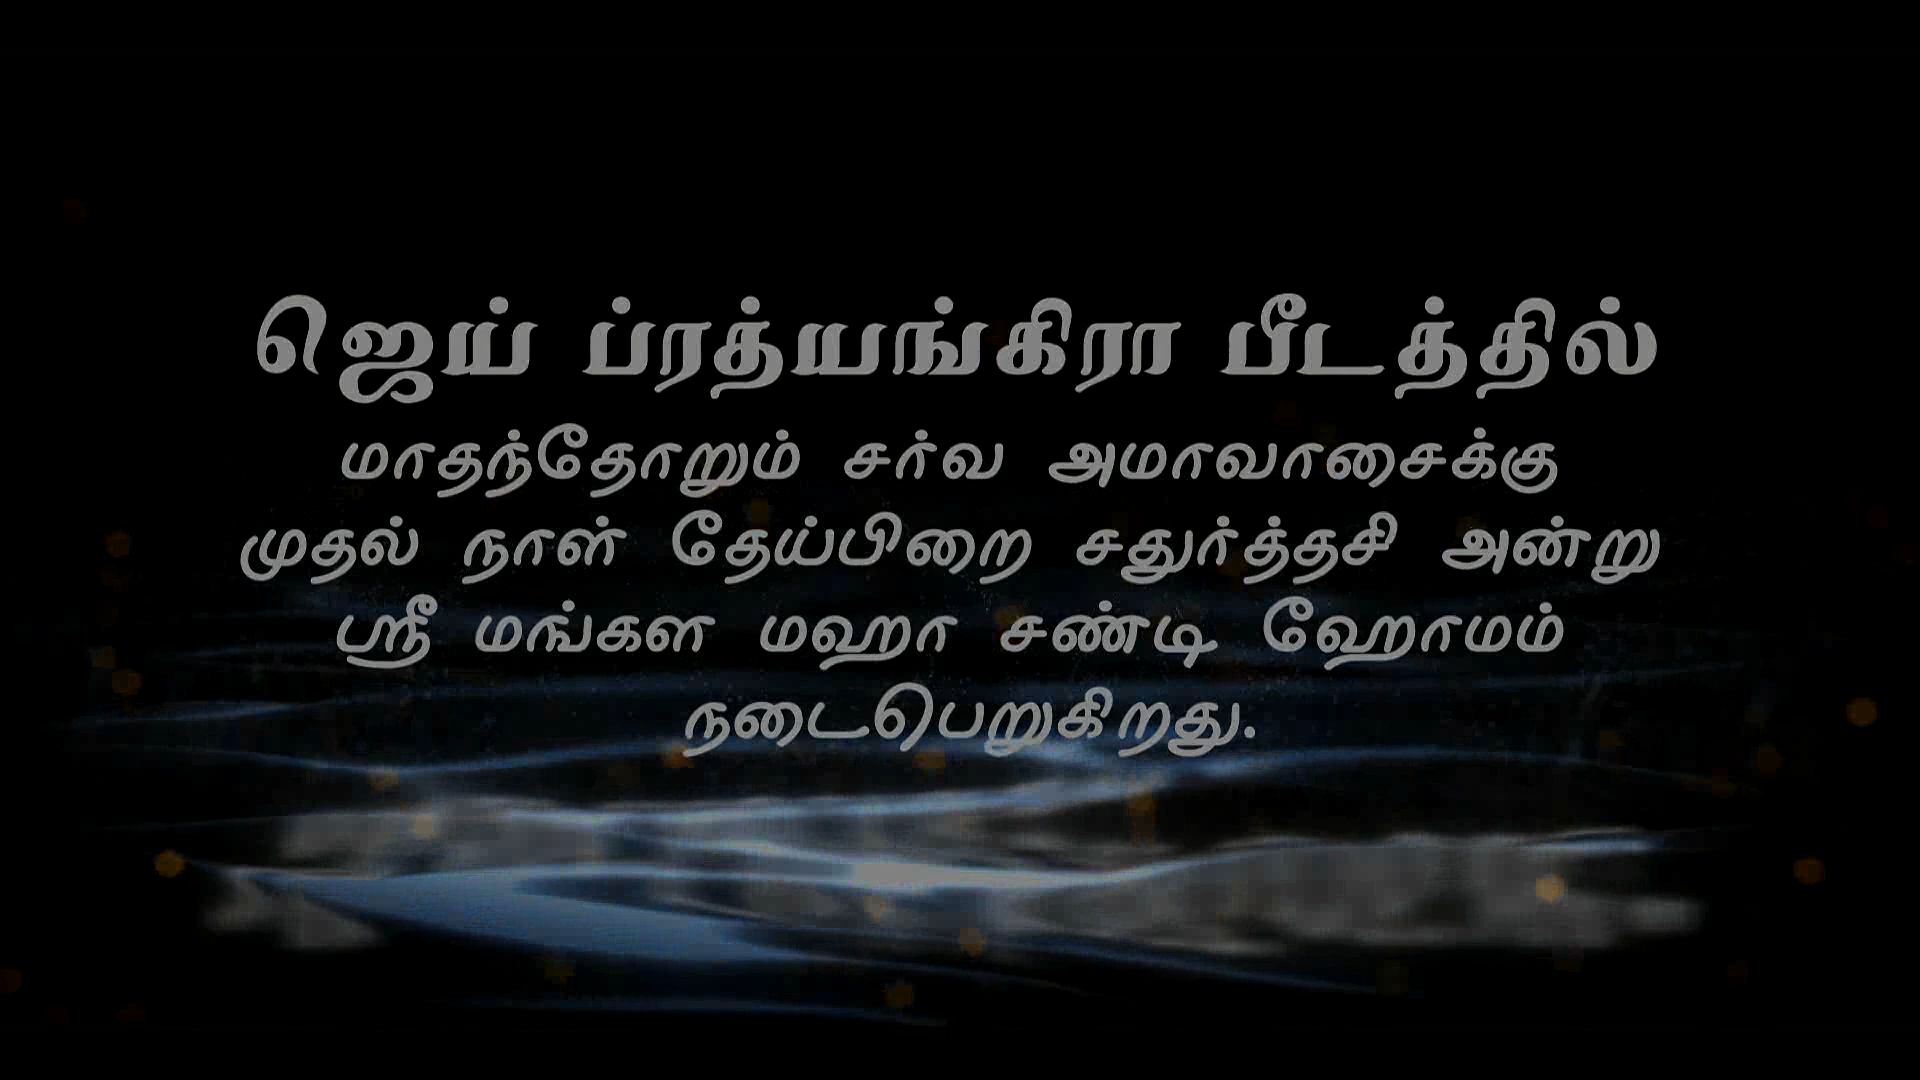 ஜெய் ப்ரத்யங்கிரா பீடத்தில்
மாதந்தோறும் சர்வ அமாவாசைக்கு
முதல் நாள் தேய்பிறை சதுர்த்தசி அன்று
ஸ்ரீ மங்கள மஹா சண்டி ஹோமம்
நடைபெறுகிறது.